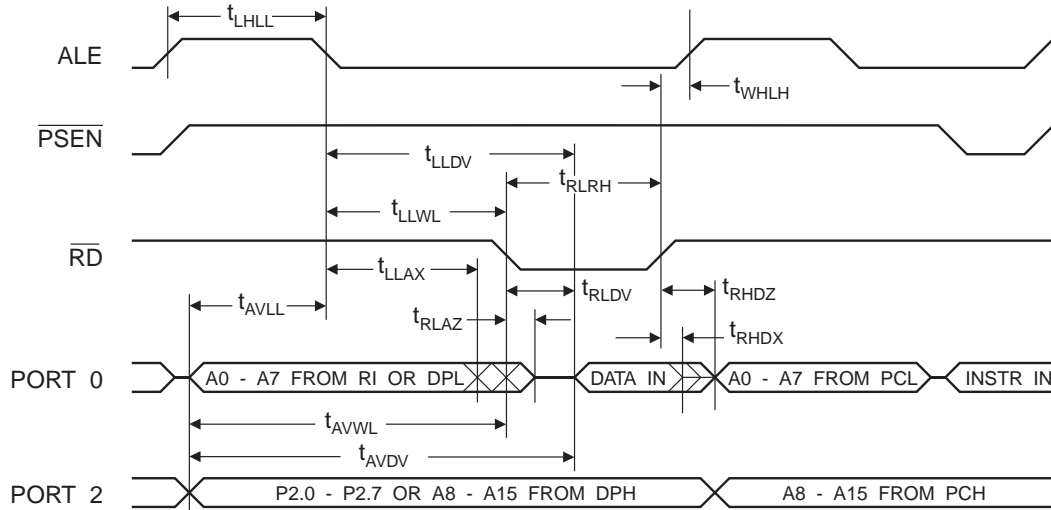 tLHLL
ALE
tWHLH
PSEN
tLLDV
tRLRH
tLLWL
RD
tLLAX
tRLDV
tRHDZ
tAVLL
tRLAZ
tRHDX
PORT 0
A0 - A7 FROM RI OR DPL
DATA IN
A0 - A7 FROM PCL
INSTR IN
tAVWL
tAVDV
PORT 2
P2.0 - P2.7 OR A8 - A15 FROM DPH
A8 - A15 FROM PCH